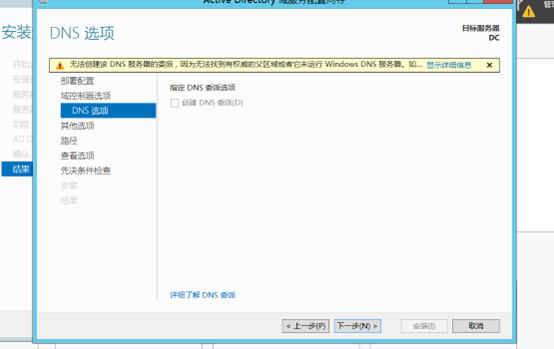 Active Directory 域服务配置向导
管理
安装
DNS 选项
目标服务器
DC
无法创建该 DNS 服务器的委派，因为无法找到有权威的父区域或者它未运行 Windows DNS 服务器。如... 显示详细信息 ×
开始
安装
服务器
服务器
功能
AD D
确认
结果
部署配置
域控制器选项
DNS 选项
其他选项
路径
查看选项
先决条件检查
安装
结果
指定 DNS 委派选项
创建 DNS 委派(D)
详细了解 DNS 委派
< 上一步(P) 下一步(N) > 安装(I) 取消